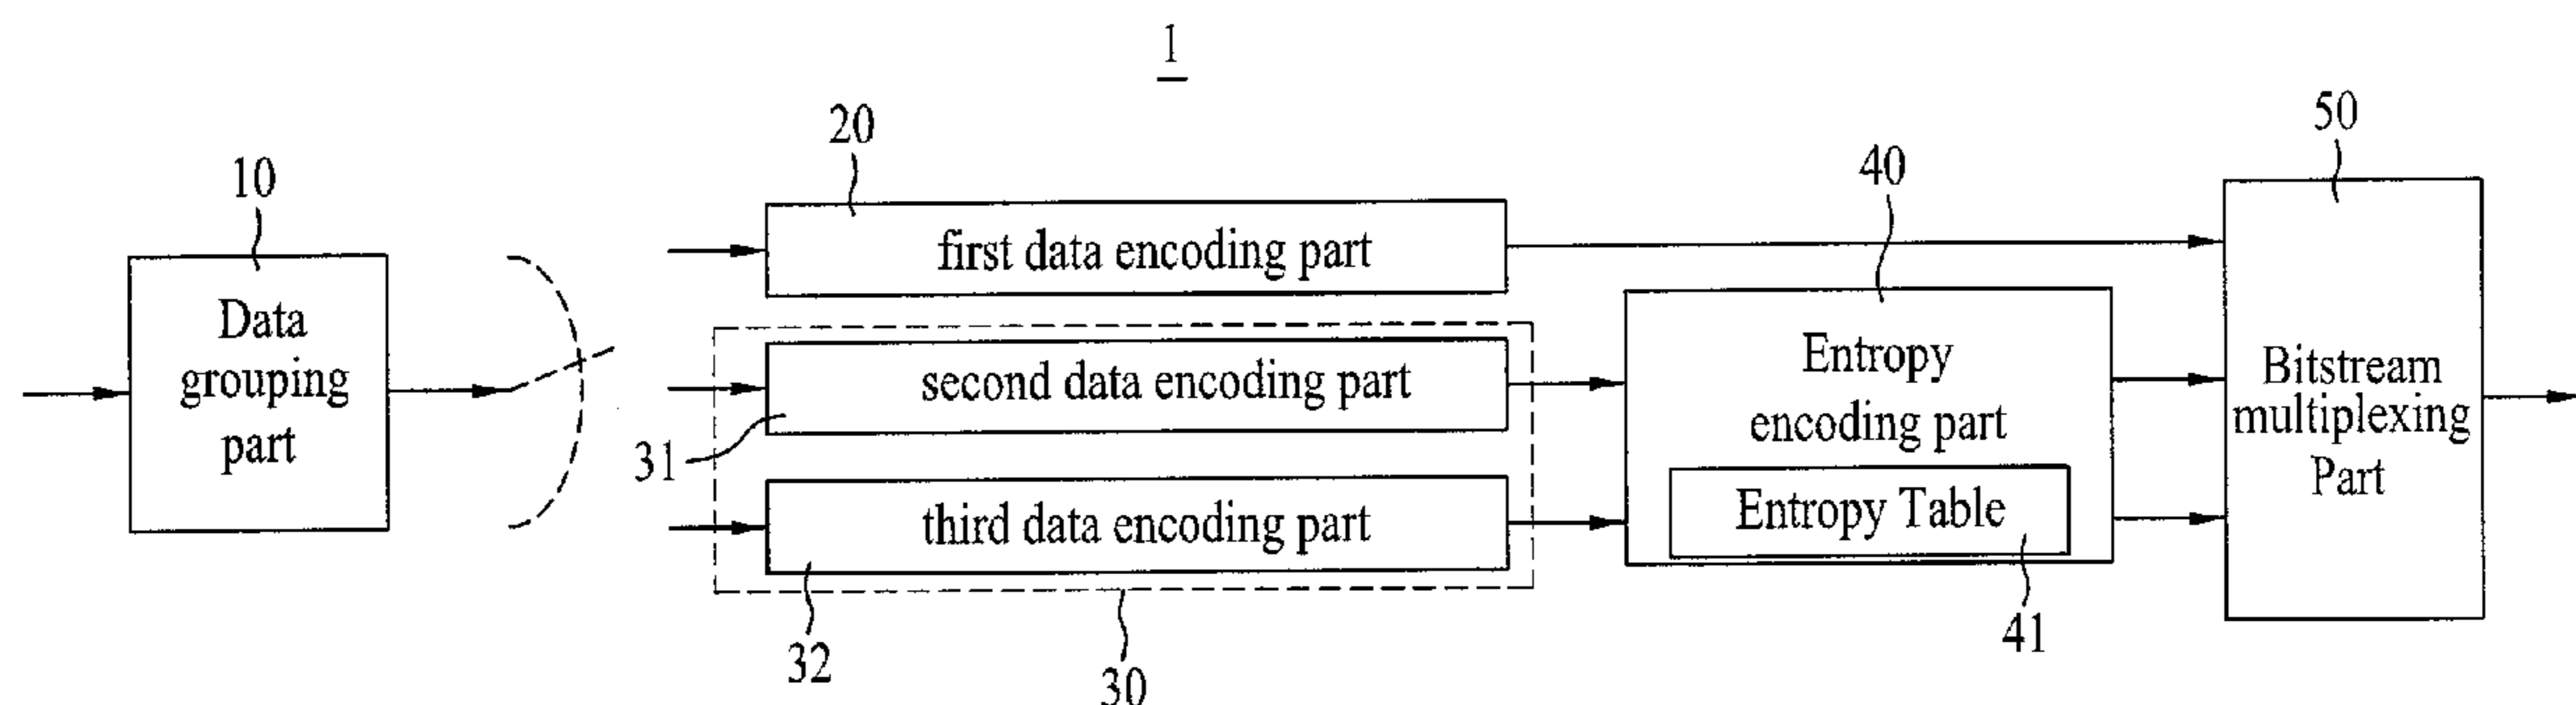 1
10
Data
grouping
part
20
first data encoding part
second data encoding part
31
third data encoding part
32
30
40
Entropy
encoding part
Entropy Table
41
50
Bitstream
multiplexing
Part